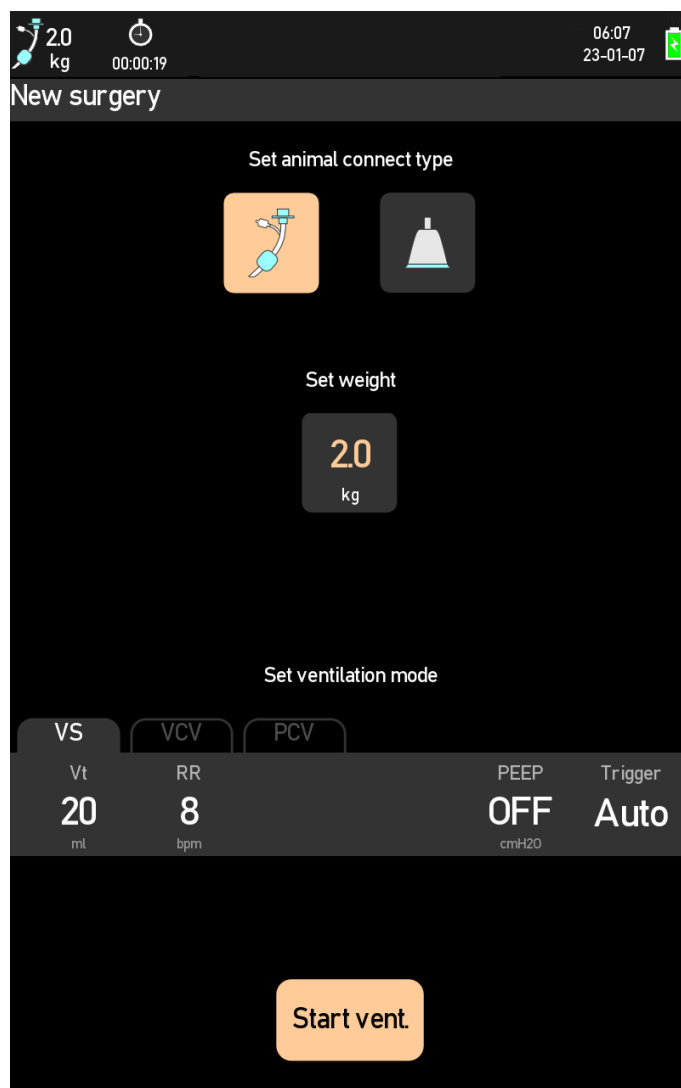 2.0
kg
00:00:19
06:07
23-01-07
New surgery
Set animal connect type
Set weight
2.0
kg
Set ventilation mode
VS VCV PCV
Vt RR PEEP Trigger
20 8 OFF Auto
ml bpm cmH2O
Start vent.